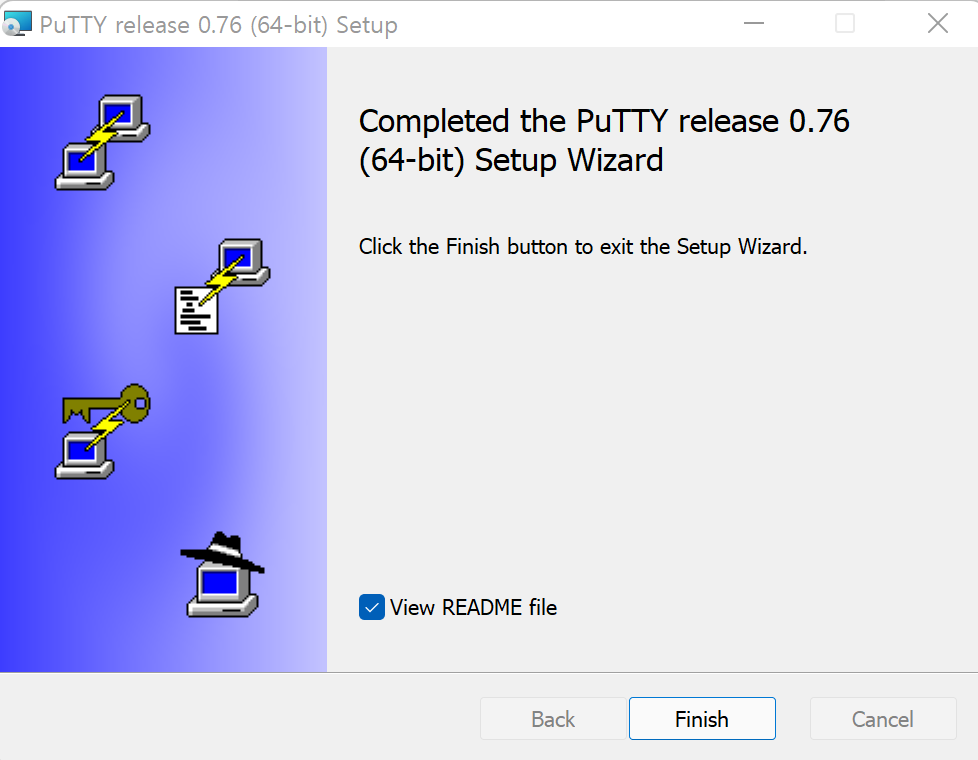 PuTTY release 0.76 (64-bit) Setup
Completed the PuTTY release 0.76
(64-bit) Setup Wizard
Click the Finish button to exit the Setup Wizard.
View README file
Back
Finish
Cancel